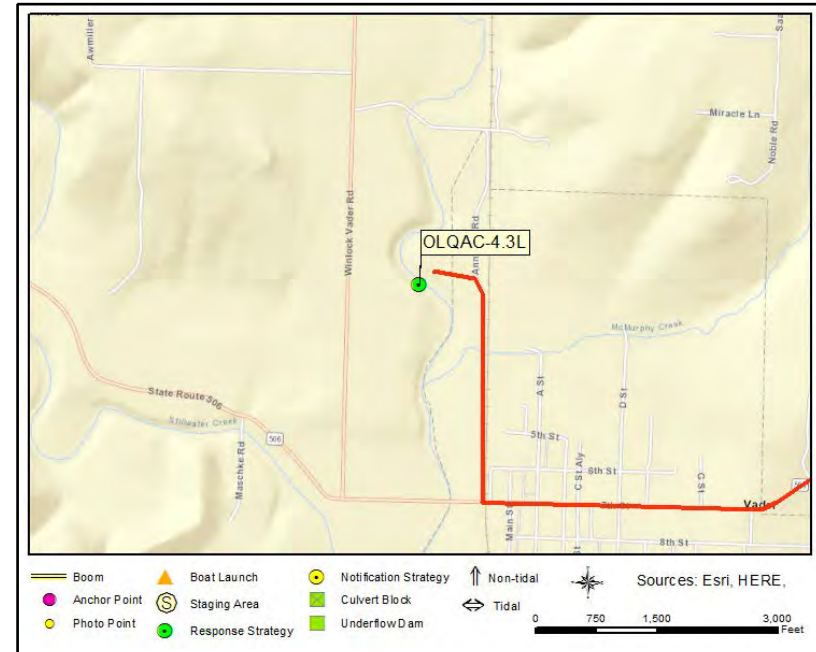 Awmiller
Miracle Ln
Noble Rd
Winlock Vader Rd
OLQAC-4.3L
McMurphy Creek
State Route 506
Stillwater Creek
506
Maschke Rd
A St
D St
5th St
6th St
C St Aly
G St
Main St
Vader
8th St
Boom
Anchor Point
Photo Point
Boat Launch
S Staging Area
Response Strategy
Notification Strategy
Culvert Block
Underflow Dam
Non-tidal
Tidal
Sources: Esri, HERE,
0 750 1,500 3,000
Feet